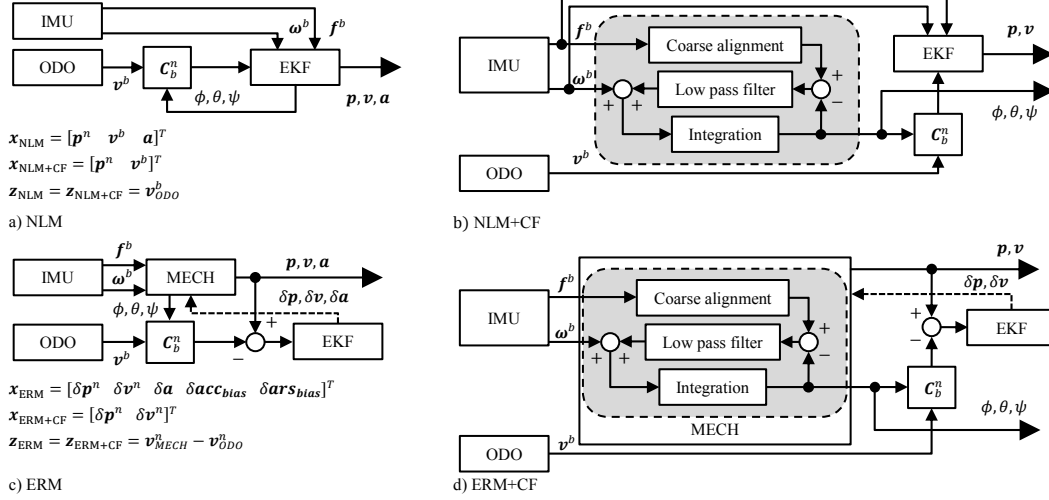 IMU
ω^b
f^b
ODO
v^b
C_b^n
EKF
ϕ, θ, ψ
p, v, a
x_NLM = [p^n v^b a]^T
x_NLM+CF = [p^n v^b]^T
z_NLM = z_NLM+CF = v_ODO^b
a) NLM
IMU
f^b
ω^b
Coarse alignment
Low pass filter
Integration
+
−
+
+
EKF
p, v
ϕ, θ, ψ
C_b^n
v^b
ODO
b) NLM+CF
f^b
IMU
ω^b
MECH
p, v, a
ϕ, θ, ψ
δp, δv, δa
ODO
v^b
C_b^n
+
−
EKF
x_ERM = [δp^n δv^n δa δacc_bias δars_bias]^T
x_ERM+CF = [δp^n δv^n]^T
z_ERM = z_ERM+CF = v_MECH^n − v_ODO^n
c) ERM
IMU
f^b
ω^b
Coarse alignment
Low pass filter
Integration
+
−
+
+
MECH
p, v
δp, δv
+
−
EKF
C_b^n
ϕ, θ, ψ
v^b
ODO
d) ERM+CF